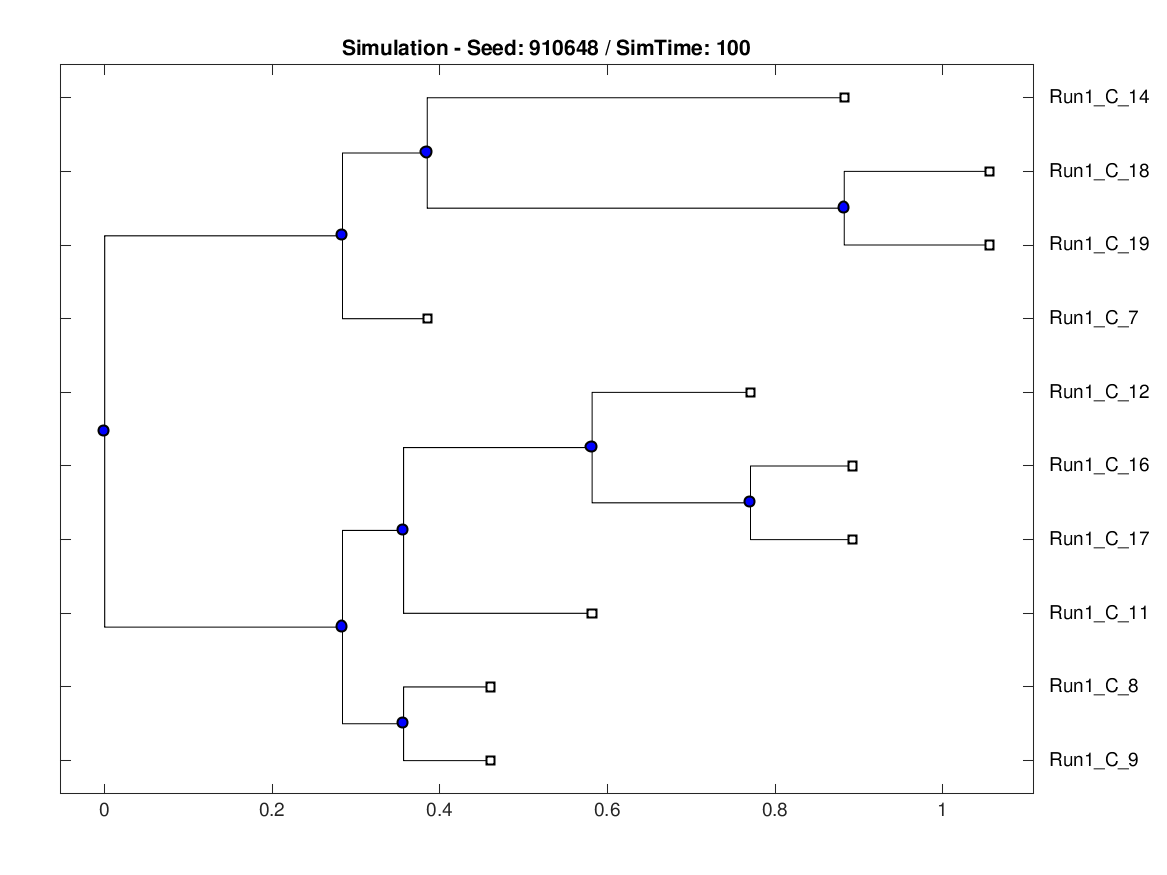 Simulation - Seed: 910648 / SimTime: 100
Run1_C_14
Run1_C_18
Run1_C_19
Run1_C_7
Run1_C_12
Run1_C_16
Run1_C_17
Run1_C_11
Run1_C_8
Run1_C_9
0 0.2 0.4 0.6 0.8 1